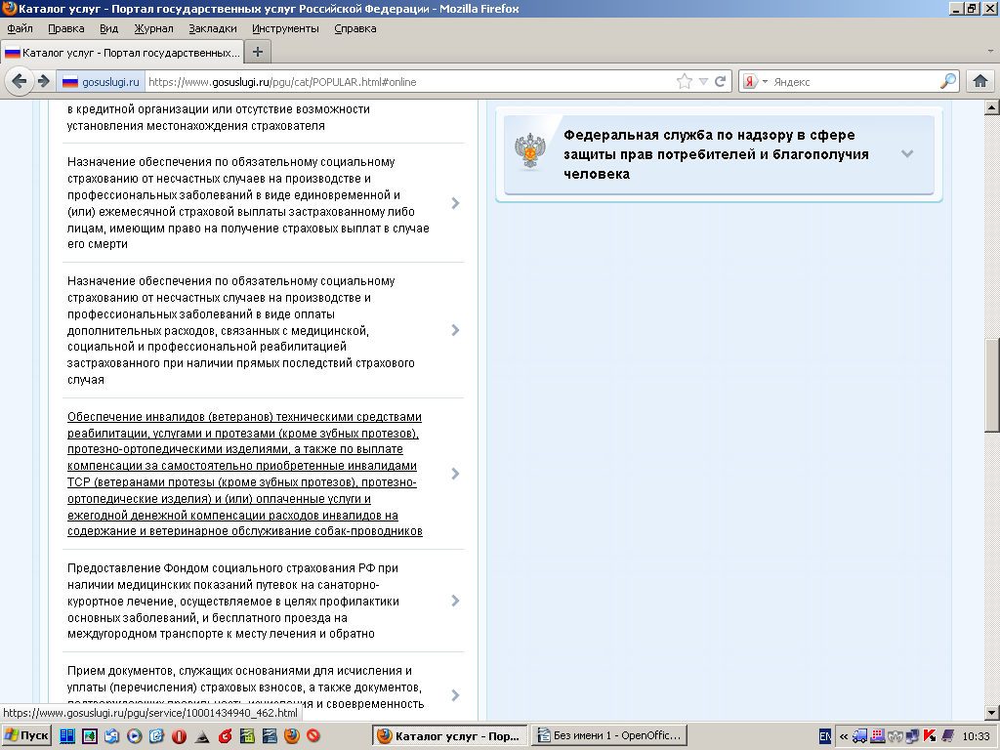 Каталог услуг - Портал государственных услуг Российской Федерации - Mozilla Firefox
Файл Правка Вид Журнал Закладки Инструменты Справка
Каталог услуг - Портал государственных...
gosuslugi.ru https://www.gosuslugi.ru/pgu/cat/POPULAR.html#online
Яндекс
в кредитной организации или отсутствие возможности
установления местонахождения страхователя
Назначение обеспечения по обязательному социальному
страхованию от несчастных случаев на производстве и
профессиональных заболеваний в виде единовременной и
(или) ежемесячной страховой выплаты застрахованному либо
лицам, имеющим право на получение страховых выплат в случае
его смерти
Назначение обеспечения по обязательному социальному
страхованию от несчастных случаев на производстве и
профессиональных заболеваний в виде оплаты
дополнительных расходов, связанных с медицинской,
социальной и профессиональной реабилитацией
застрахованного при наличии прямых последствий страхового
случая
Обеспечение инвалидов (ветеранов) техническими средствами
реабилитации, услугами и протезами (кроме зубных протезов),
протезно-ортопедическими изделиями, а также по выплате
компенсации за самостоятельно приобретенные инвалидами
ТСР (ветеранами протезы (кроме зубных протезов), протезно-
ортопедические изделия) и (или) оплаченные услуги и
ежегодной денежной компенсации расходов инвалидов на
содержание и ветеринарное обслуживание собак-проводников
Предоставление Фондом социального страхования РФ при
наличии медицинских показаний путевок на санаторно-
курортное лечение, осуществляемое в целях профилактики
основных заболеваний, и бесплатного проезда на
междугородном транспорте к месту лечения и обратно
Прием документов, служащих основаниями для исчисления и
уплаты (перечисления) страховых взносов, а также документов,
подтверждающих правильность исчисления и своевременность
Федеральная служба по надзору в сфере
защиты прав потребителей и благополучия
человека
https://www.gosuslugi.ru/pgu/service/10001434940_462.html
Пуск
Каталог услуг - Пор...
Без имени 1 - OpenOffic...
EN
10:33